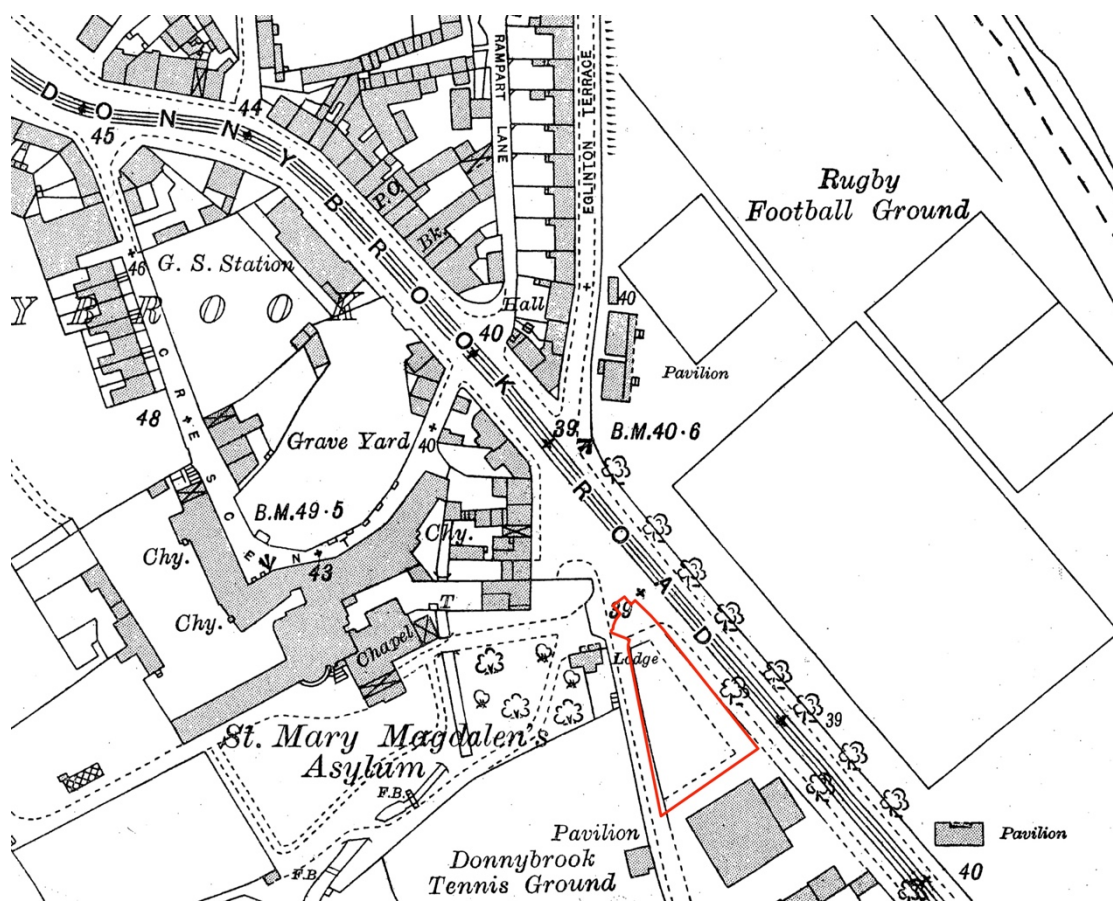 DONNYBROOK ROAD
44
45
RAMPART LANE
EGLINTON TERRACE
P.O.
Bk.
Rugby
Football Ground
46
G. S. Station
Y B R O O K
CRESCENT
48
Hall
40
40
Pavilion
Grave Yard
40
39
B.M.40·6
B.M.49·5
Chy.
Chy.
43
Chy.
T
Chapel
39
Lodge
St. Mary Magdalen's
Asylum
F.B.
F.B.
39
Pavilion
Donnybrook
Tennis Ground
Pavilion
40